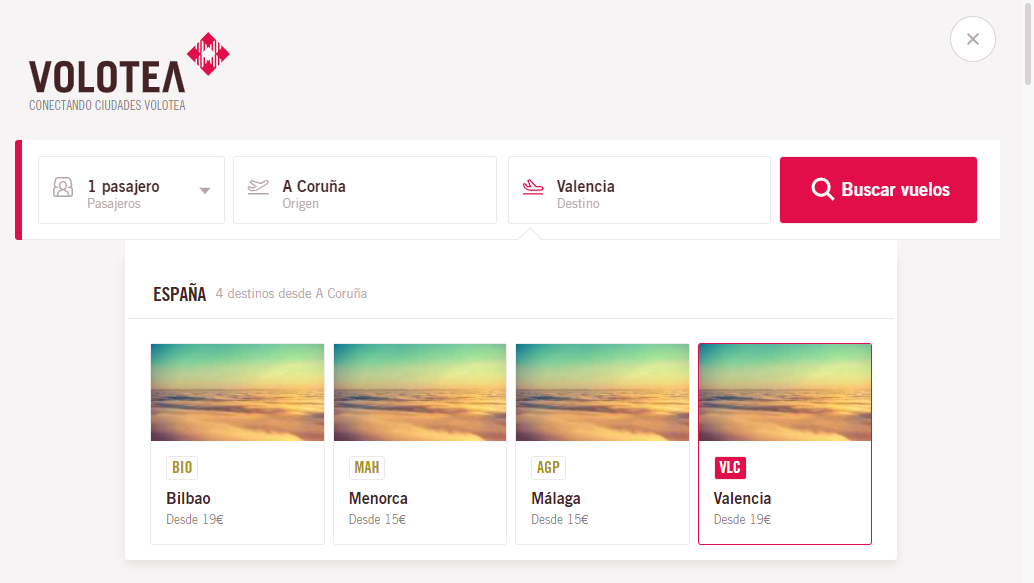 VOLOTEA
CONECTANDO CIUDADES VOLOTEA
1 pasajero
Pasajeros
A Coruña
Origen
Valencia
Destino
Buscar vuelos
ESPAÑA 4 destinos desde A Coruña
BIO
Bilbao
Desde 19€
MAH
Menorca
Desde 15€
AGP
Málaga
Desde 15€
VLC
Valencia
Desde 19€